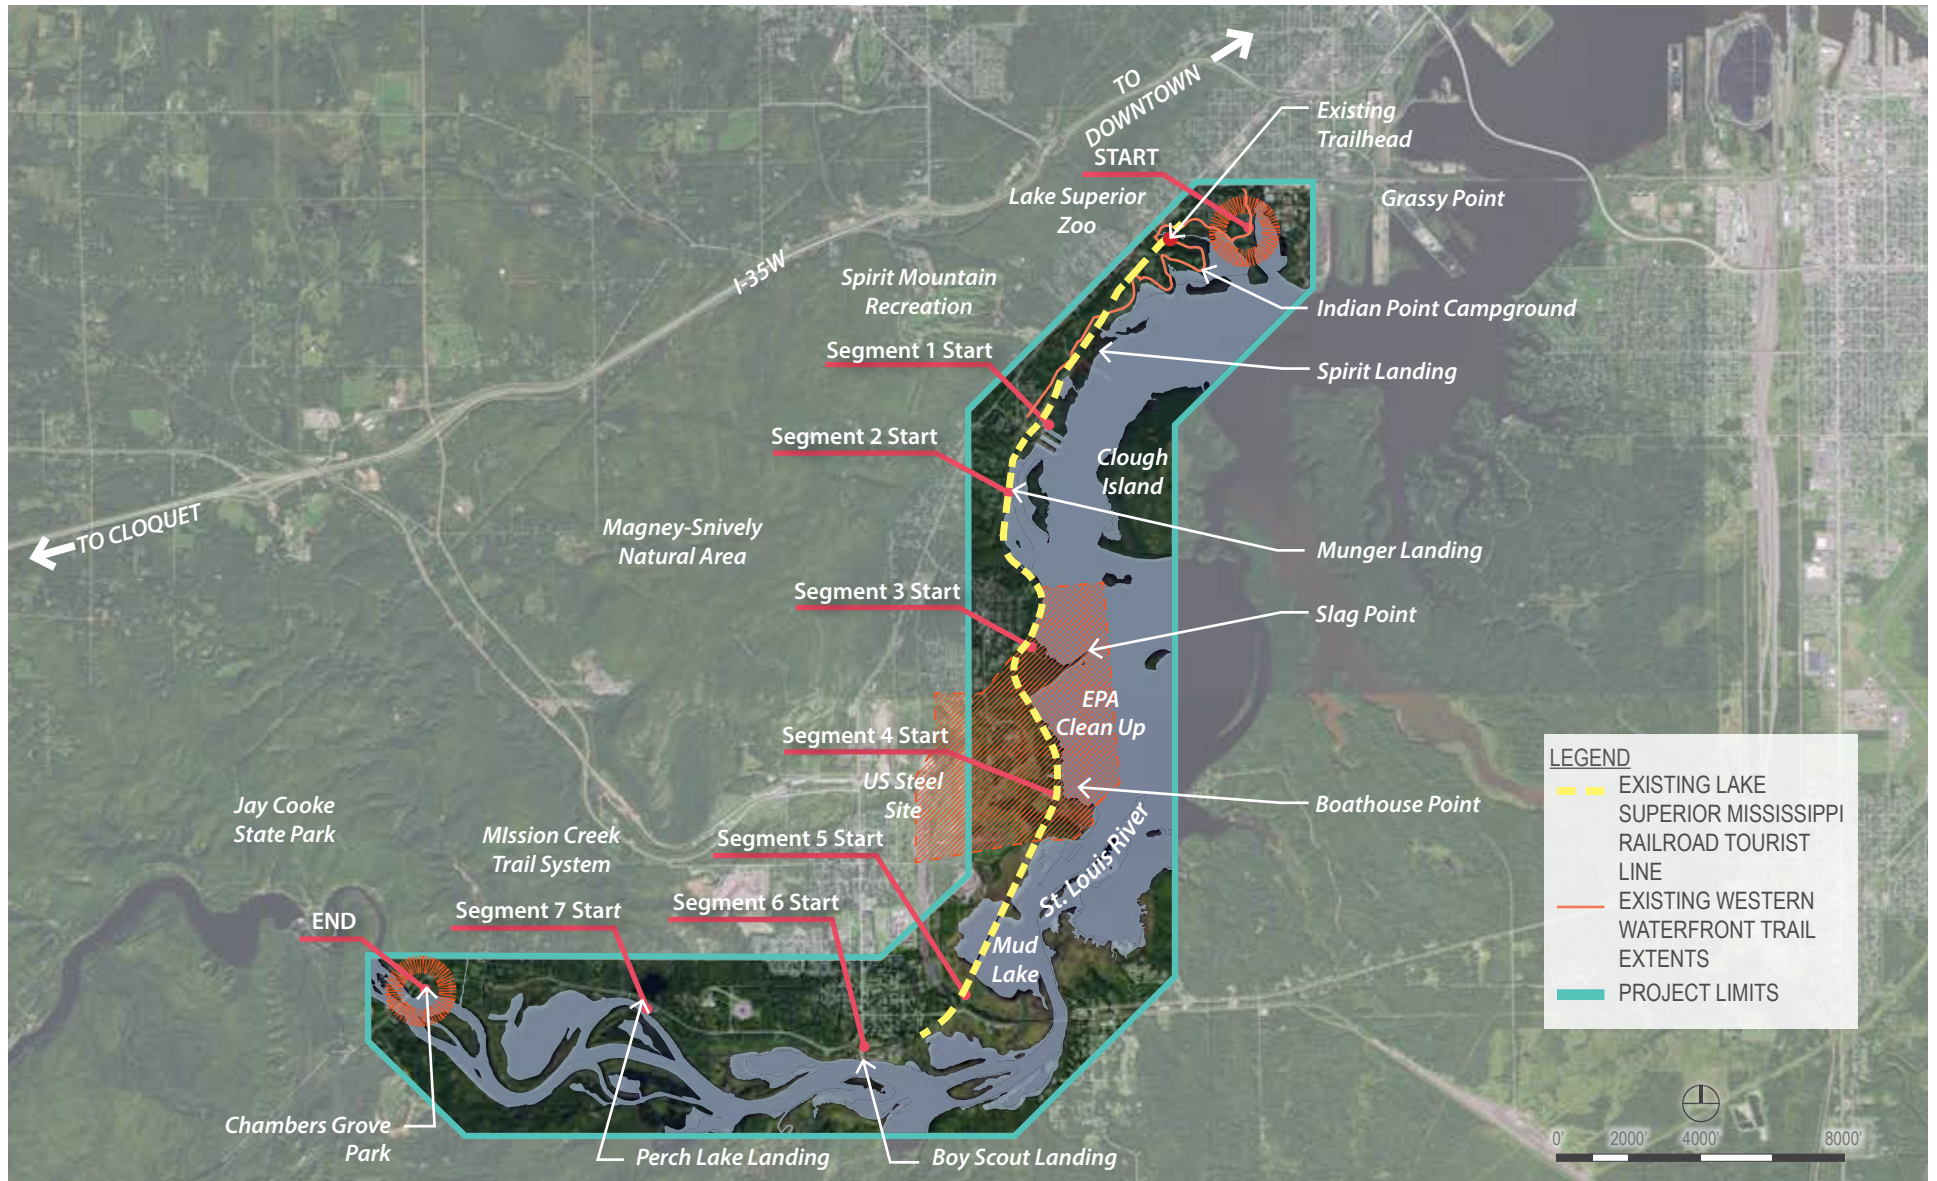 TO
DOWNTOWN
Existing
Trailhead
START
Lake Superior
Zoo
Grassy Point
I-35W
Spirit Mountain
Recreation
Indian Point Campground
Segment 1 Start
Spirit Landing
Segment 2 Start
Clough
Island
TO CLOQUET
Magney-Snively
Natural Area
Munger Landing
Segment 3 Start
Slag Point
EPA
Clean Up
Segment 4 Start
US Steel
Site
Boathouse Point
Jay Cooke
State Park
MIssion Creek
Trail System
Segment 5 Start
St. Louis River
Segment 6 Start
Segment 7 Start
END
Mud
Lake
Chambers Grove
Park
Perch Lake Landing
Boy Scout Landing
LEGEND
EXISTING LAKE
SUPERIOR MISSISSIPPI
RAILROAD TOURIST
LINE
EXISTING WESTERN
WATERFRONT TRAIL
EXTENTS
PROJECT LIMITS
0' 2000' 4000' 8000'